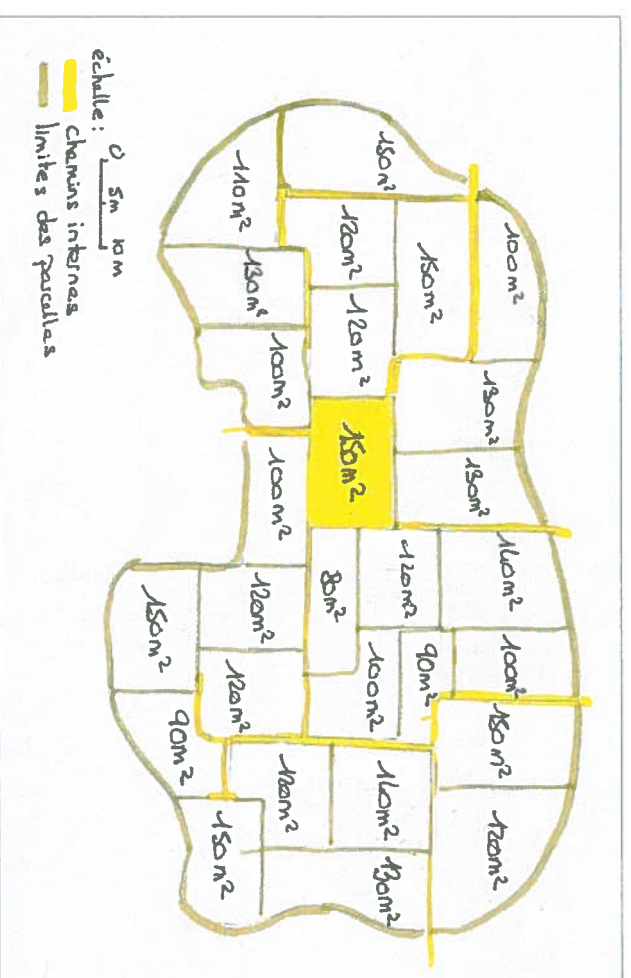 100m²
130m²
130m²
140m²
100m²
150m²
120m²
150m²
150m²
120m²
90m²
120m²
120m²
150m²
80m²
100m²
140m²
130m²
110m²
130m²
100m²
100m²
120m²
120m²
120m²
150m²
150m²
90m²
échelle: 0 5m 10m
chemins internes
limites des parcelles